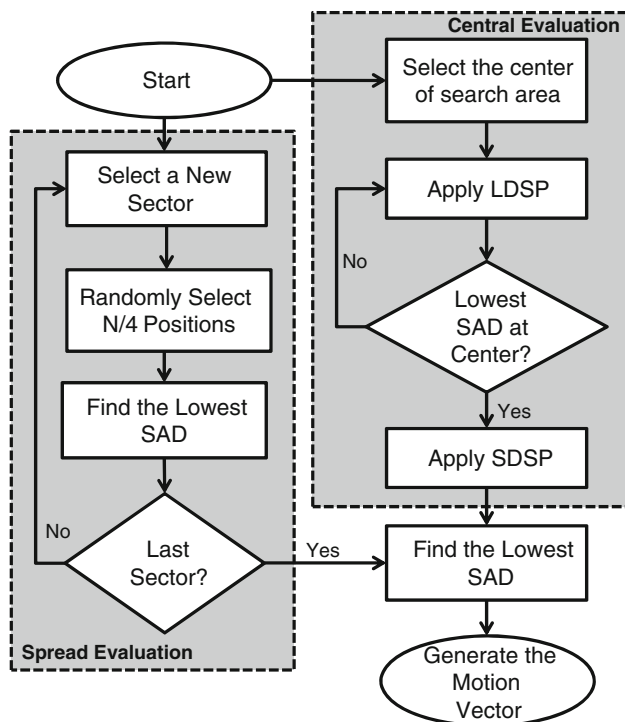 Central Evaluation
Start
Select the center
of search area
Select a New
Sector
Apply LDSP
No
Randomly Select
N/4 Positions
Lowest
SAD at
Center?
Find the Lowest
SAD
Yes
Apply SDSP
No
Last
Sector?
Yes
Find the Lowest
SAD
Spread Evaluation
Generate the
Motion
Vector